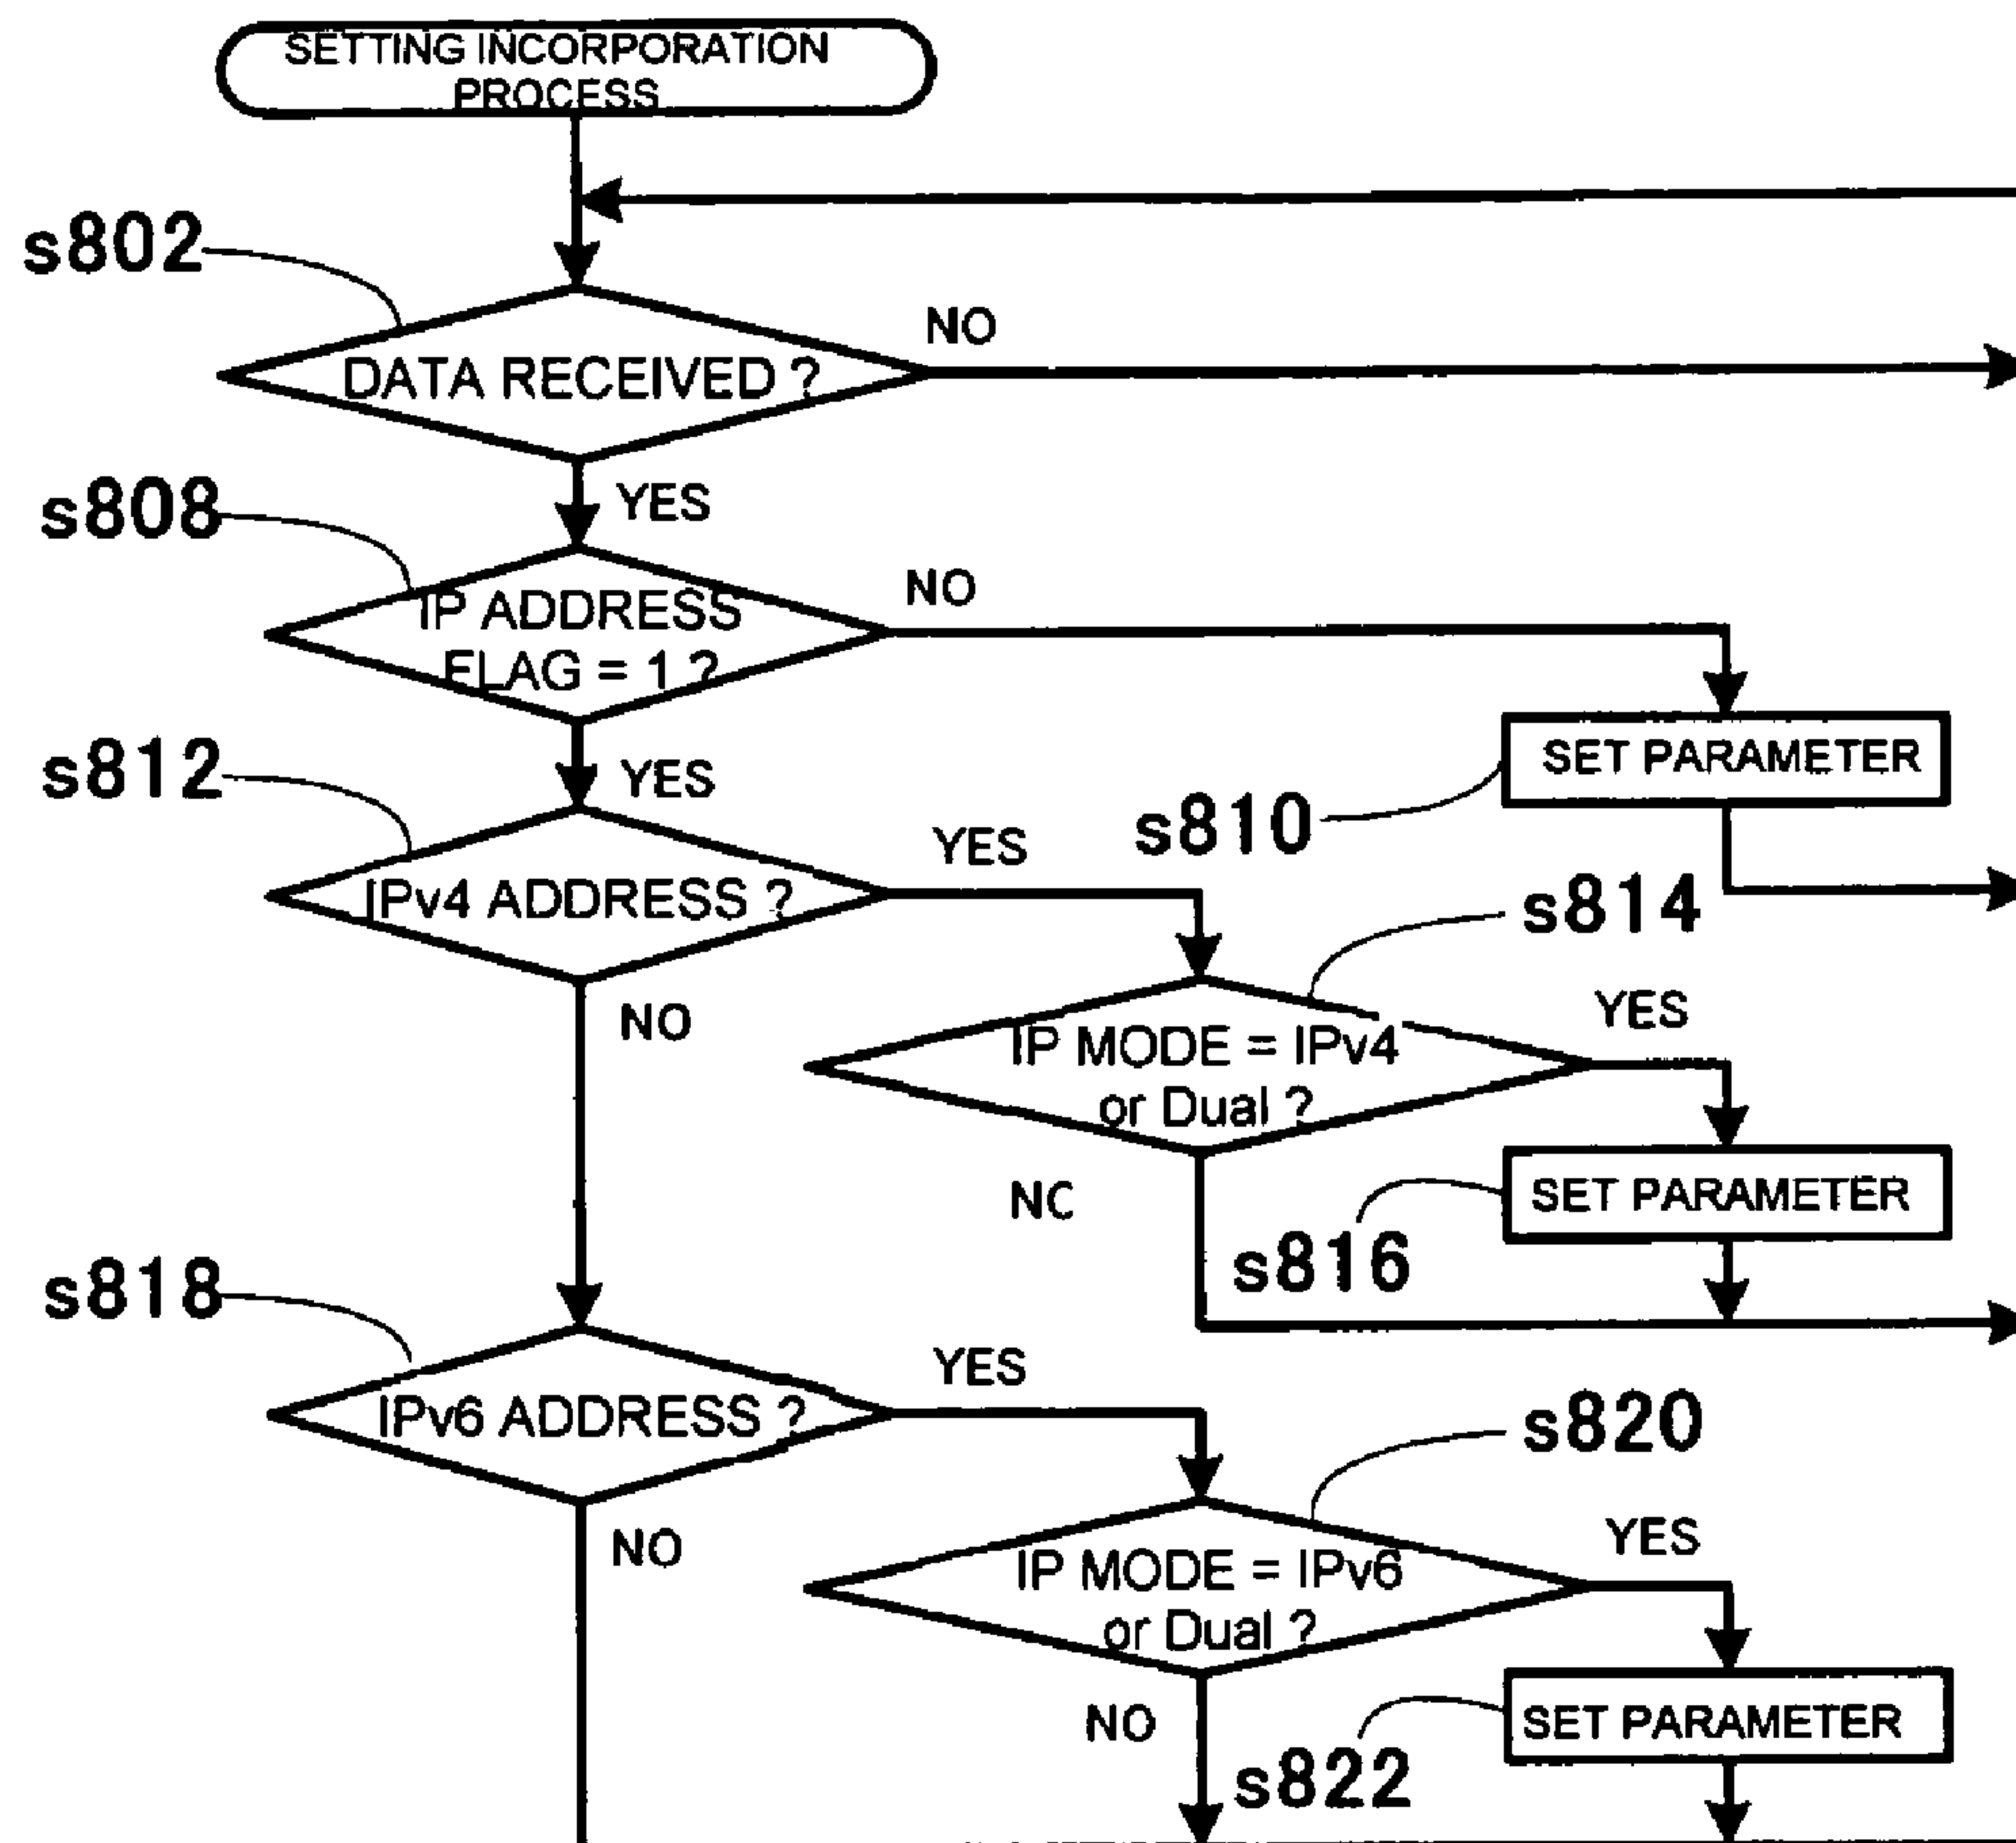 SETTING INCORPORATION
PROCESS
s802
NO
DATA RECEIVED ?
YES
s808
NO
IP ADDRESS
FLAG = 1 ?
YES
s812
SET PARAMETER
s810
YES
IPv4 ADDRESS ?
s814
NO
YES
IP MODE = IPv4
or Dual ?
NO
SET PARAMETER
s816
s818
YES
IPv6 ADDRESS ?
s820
NO
YES
IP MODE = IPv6
or Dual ?
NO
SET PARAMETER
s822